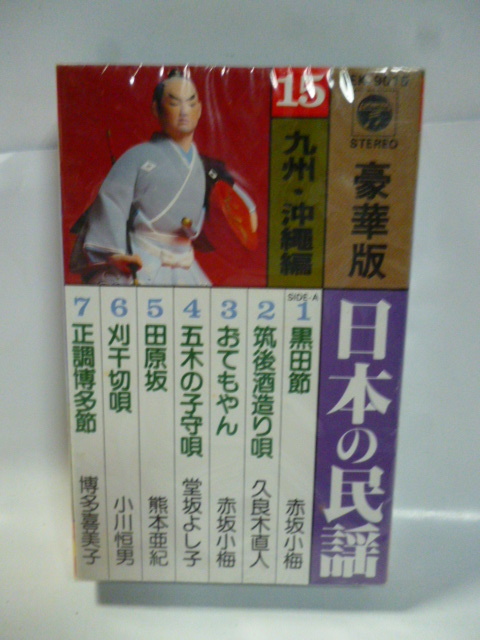 STEREO
豪華版
日本の民謡
15
九州・沖縄編
SIDE-A
1 黒田節 赤坂小梅
2 筑後酒造り唄 久良木直人
3 おてもやん 赤坂小梅
4 五木の子守唄 堂坂よし子
5 田原坂 熊本亜紀
6 刈干切唄 小川恒男
7 正調博多節 博多喜美子